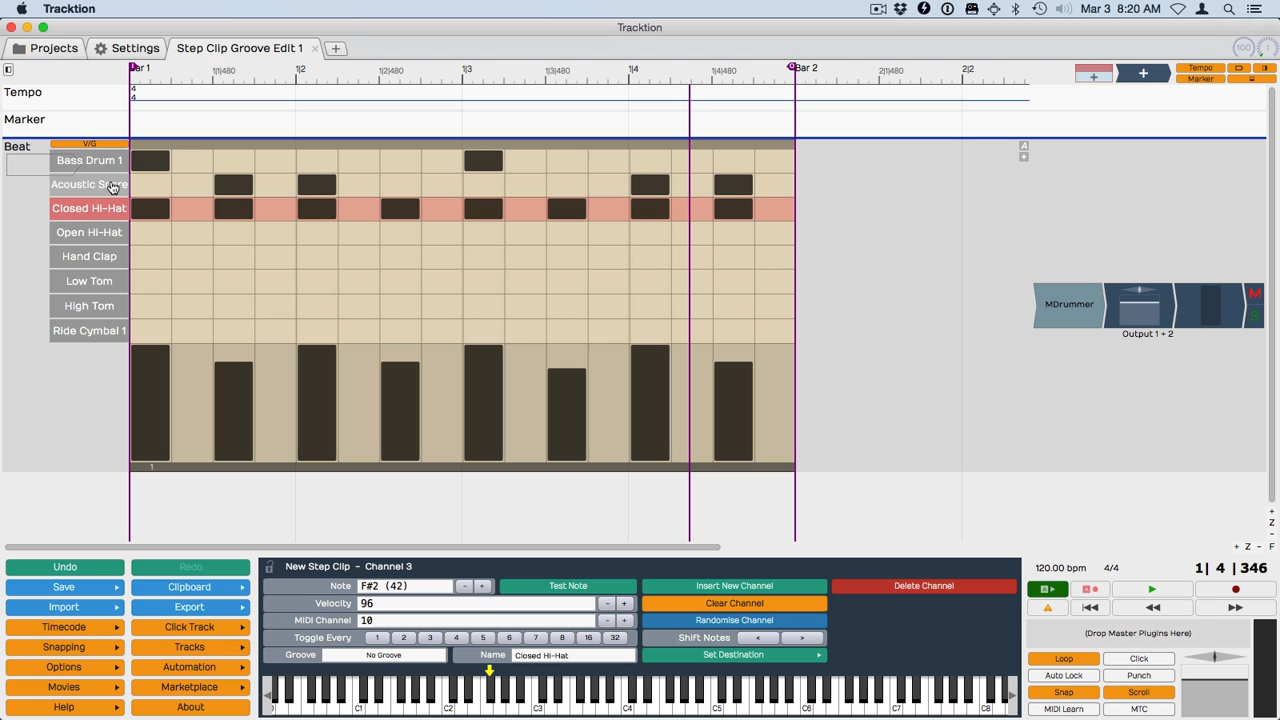 Tracktion
Mar 3 8:20 AM
Tracktion
Projects
Settings
Step Clip Groove Edit 1
100
1
Bar 1
1|1|480
1|2
1|2|480
1|3
1|3|480
1|4
1|4|480
Bar 2
2|1|480
2|2
Tempo
Marker
Tempo
4
4
Marker
Beat
V/G
Bass Drum 1
Acoustic Snare
Closed Hi-Hat
Open Hi-Hat
Hand Clap
Low Tom
High Tom
Ride Cymbal 1
1
A
MDrummer
M
S
Output 1 + 2
+
Z
-
+ Z - F
Undo
Redo
Save
Clipboard
Import
Export
Timecode
Click Track
Snapping
Tracks
Options
Automation
Movies
Marketplace
Help
About
New Step Clip - Channel 3
Note F#2 (42) - + Test Note Insert New Channel Delete Channel
Velocity 96 - + Clear Channel
MIDI Channel 10 - + Randomise Channel
Toggle Every 1 2 3 4 5 6 7 8 16 32 Shift Notes < >
Groove No Groove Name Closed Hi-Hat Set Destination
C1 C2 C3 C4 C5 C6 C7 C8
120.00 bpm 4/4 1| 4 |346
A
A
(Drop Master Plugins Here)
Loop Click
Auto Lock Punch
Snap Scroll
MIDI Learn MTC